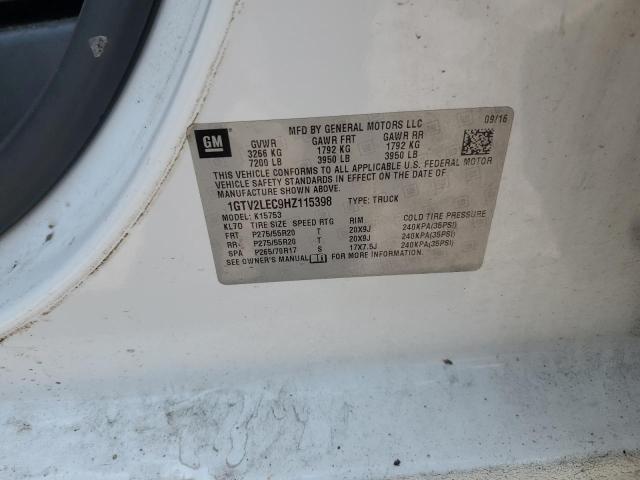 GM
MFD BY GENERAL MOTORS LLC 09/16
GVWR GAWR FRT GAWR RR
3266 KG 1792 KG 1792 KG
7200 LB 3950 LB 3950 LB
THIS VEHICLE CONFORMS TO ALL APPLICABLE U.S. FEDERAL MOTOR
VEHICLE SAFETY STANDARDS IN EFFECT ON THE DATE OF
MANUFACTURE SHOWN ABOVE.
1GTV2LEC9HZ115398 TYPE: TRUCK
MODEL: K15753
KL70 TIRE SIZE SPEED RTG RIM COLD TIRE PRESSURE
FRT P275/55R20 T 20X9J 240KPA(35PSI)
RR P275/55R20 T 20X9J 240KPA(35PSI)
SPA P265/70R17 S 17X7.5J 240KPA(35PSI)
SEE OWNER'S MANUAL FOR MORE INFORMATION.